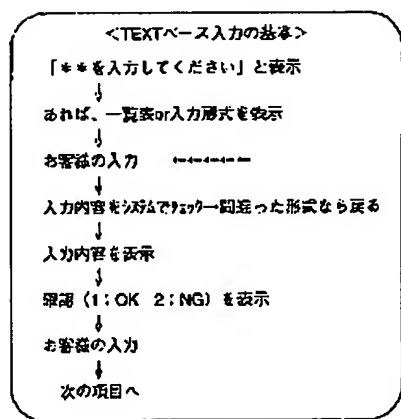 <TEXTベース入力の基本>
「**を入力してください」と表示
↓
あれば、一覧表or入力形式を表示
↓
お客様の入力 ←←←←←
↓
入力内容をシステムでチェック→間違った形式なら戻る
↓
入力内容を表示
↓
確認（1；OK 2；NG）を表示
↓
お客様の入力
↓
次の項目へ